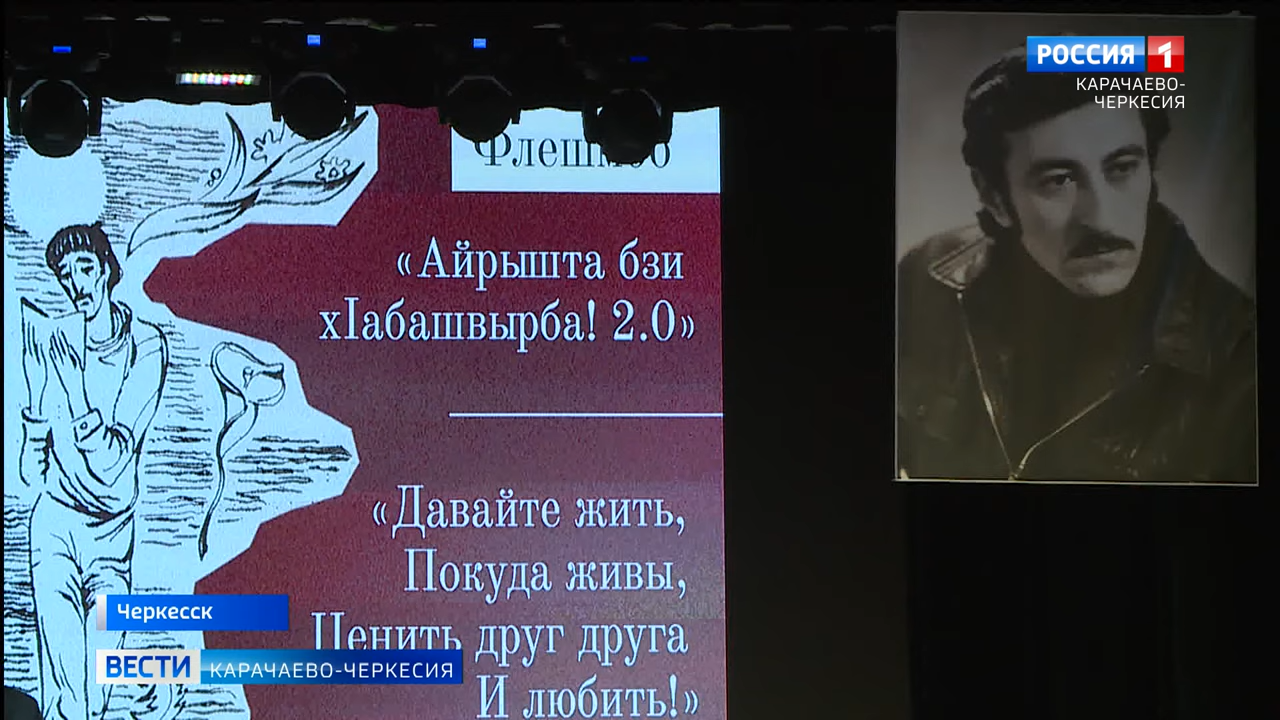 РОССИЯ 1
КАРАЧАЕВО-
ЧЕРКЕСИЯ
«Айрышта бзи
хIабашвырба! 2.0»
«Давайте жить,
Покуда живы,
Ценить друг друга
И любить!»
Черкесск
ВЕСТИ КАРАЧАЕВО-ЧЕРКЕСИЯ